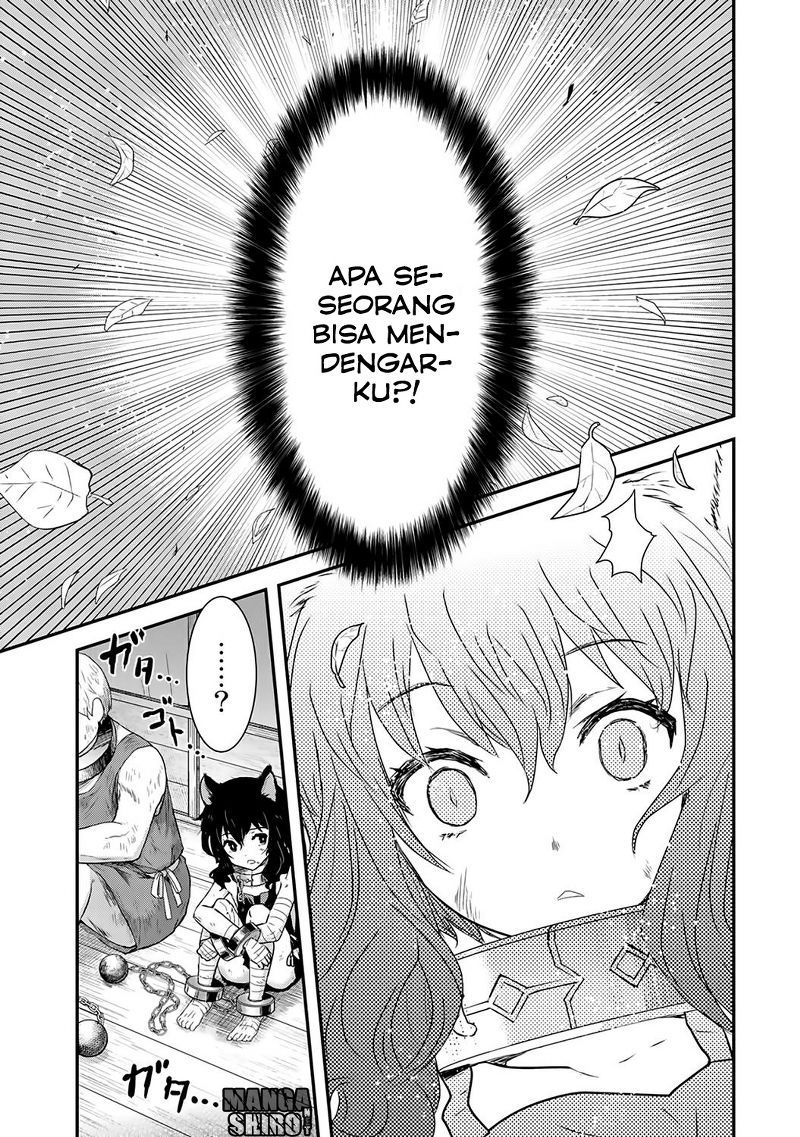 APA SE-
SEORANG
BISA MEN-
DENGAR-
KU?!
......?
ガタ...
ゴト...
ガタ...
MANGA
SHIRO!